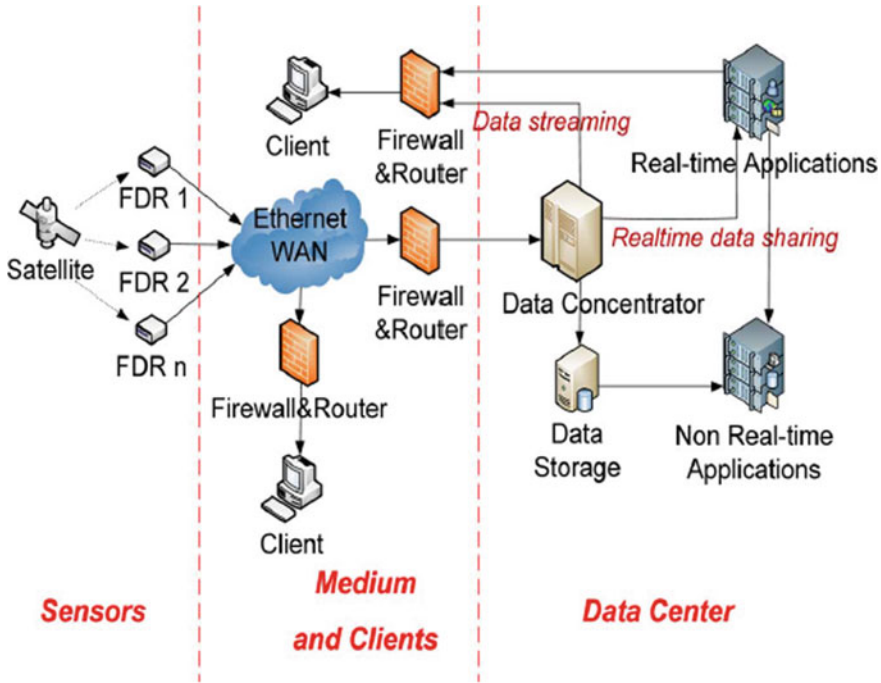 Client
Firewall
&Router
Data streaming
Real-time Applications
FDR 1
Ethernet
WAN
Satellite
FDR 2
Firewall
&Router
Realtime data sharing
Data Concentrator
FDR n
Firewall&Router
Data
Storage
Non Real-time
Applications
Client
Sensors
Medium
and Clients
Data Center